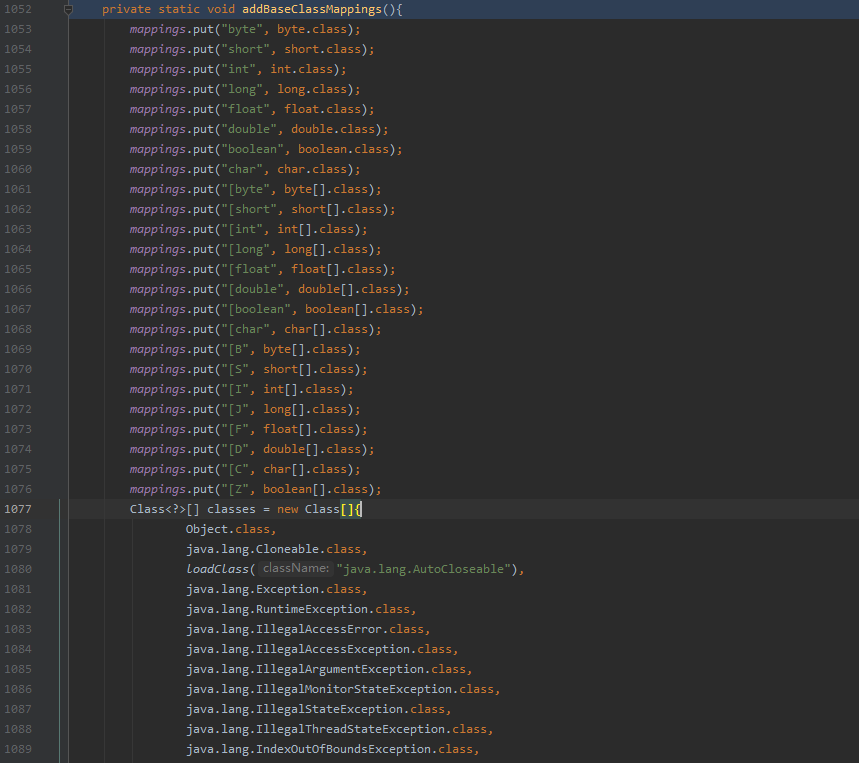 1052 private static void addBaseClassMappings(){
1053 mappings.put("byte", byte.class);
1054 mappings.put("short", short.class);
1055 mappings.put("int", int.class);
1056 mappings.put("long", long.class);
1057 mappings.put("float", float.class);
1058 mappings.put("double", double.class);
1059 mappings.put("boolean", boolean.class);
1060 mappings.put("char", char.class);
1061 mappings.put("[byte", byte[].class);
1062 mappings.put("[short", short[].class);
1063 mappings.put("[int", int[].class);
1064 mappings.put("[long", long[].class);
1065 mappings.put("[float", float[].class);
1066 mappings.put("[double", double[].class);
1067 mappings.put("[boolean", boolean[].class);
1068 mappings.put("[char", char[].class);
1069 mappings.put("[B", byte[].class);
1070 mappings.put("[S", short[].class);
1071 mappings.put("[I", int[].class);
1072 mappings.put("[J", long[].class);
1073 mappings.put("[F", float[].class);
1074 mappings.put("[D", double[].class);
1075 mappings.put("[C", char[].class);
1076 mappings.put("[Z", boolean[].class);
1077 Class<?>[] classes = new Class[]{
1078 Object.class,
1079 java.lang.Cloneable.class,
1080 loadClass( className: "java.lang.AutoCloseable"),
1081 java.lang.Exception.class,
1082 java.lang.RuntimeException.class,
1083 java.lang.IllegalAccessError.class,
1084 java.lang.IllegalAccessException.class,
1085 java.lang.IllegalArgumentException.class,
1086 java.lang.IllegalMonitorStateException.class,
1087 java.lang.IllegalStateException.class,
1088 java.lang.IllegalThreadStateException.class,
1089 java.lang.IndexOutOfBoundsException.class,